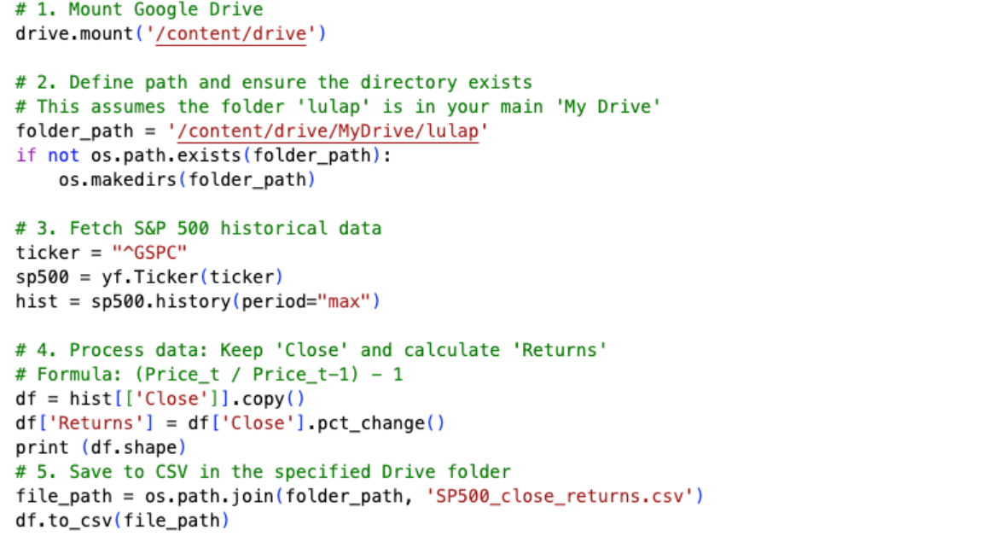 # 1. Mount Google Drive
drive.mount('/content/drive')
# 2. Define path and ensure the directory exists
# This assumes the folder 'lulap' is in your main 'My Drive'
folder_path = '/content/drive/MyDrive/lulap'
if not os.path.exists(folder_path):
    os.makedirs(folder_path)
# 3. Fetch S&P 500 historical data
ticker = "^GSPC"
sp500 = yf.Ticker(ticker)
hist = sp500.history(period="max")
# 4. Process data: Keep 'Close' and calculate 'Returns'
# Formula: (Price_t / Price_t-1) - 1
df = hist[['Close']].copy()
df['Returns'] = df['Close'].pct_change()
print (df.shape)
# 5. Save to CSV in the specified Drive folder
file_path = os.path.join(folder_path, 'SP500_close_returns.csv')
df.to_csv(file_path)